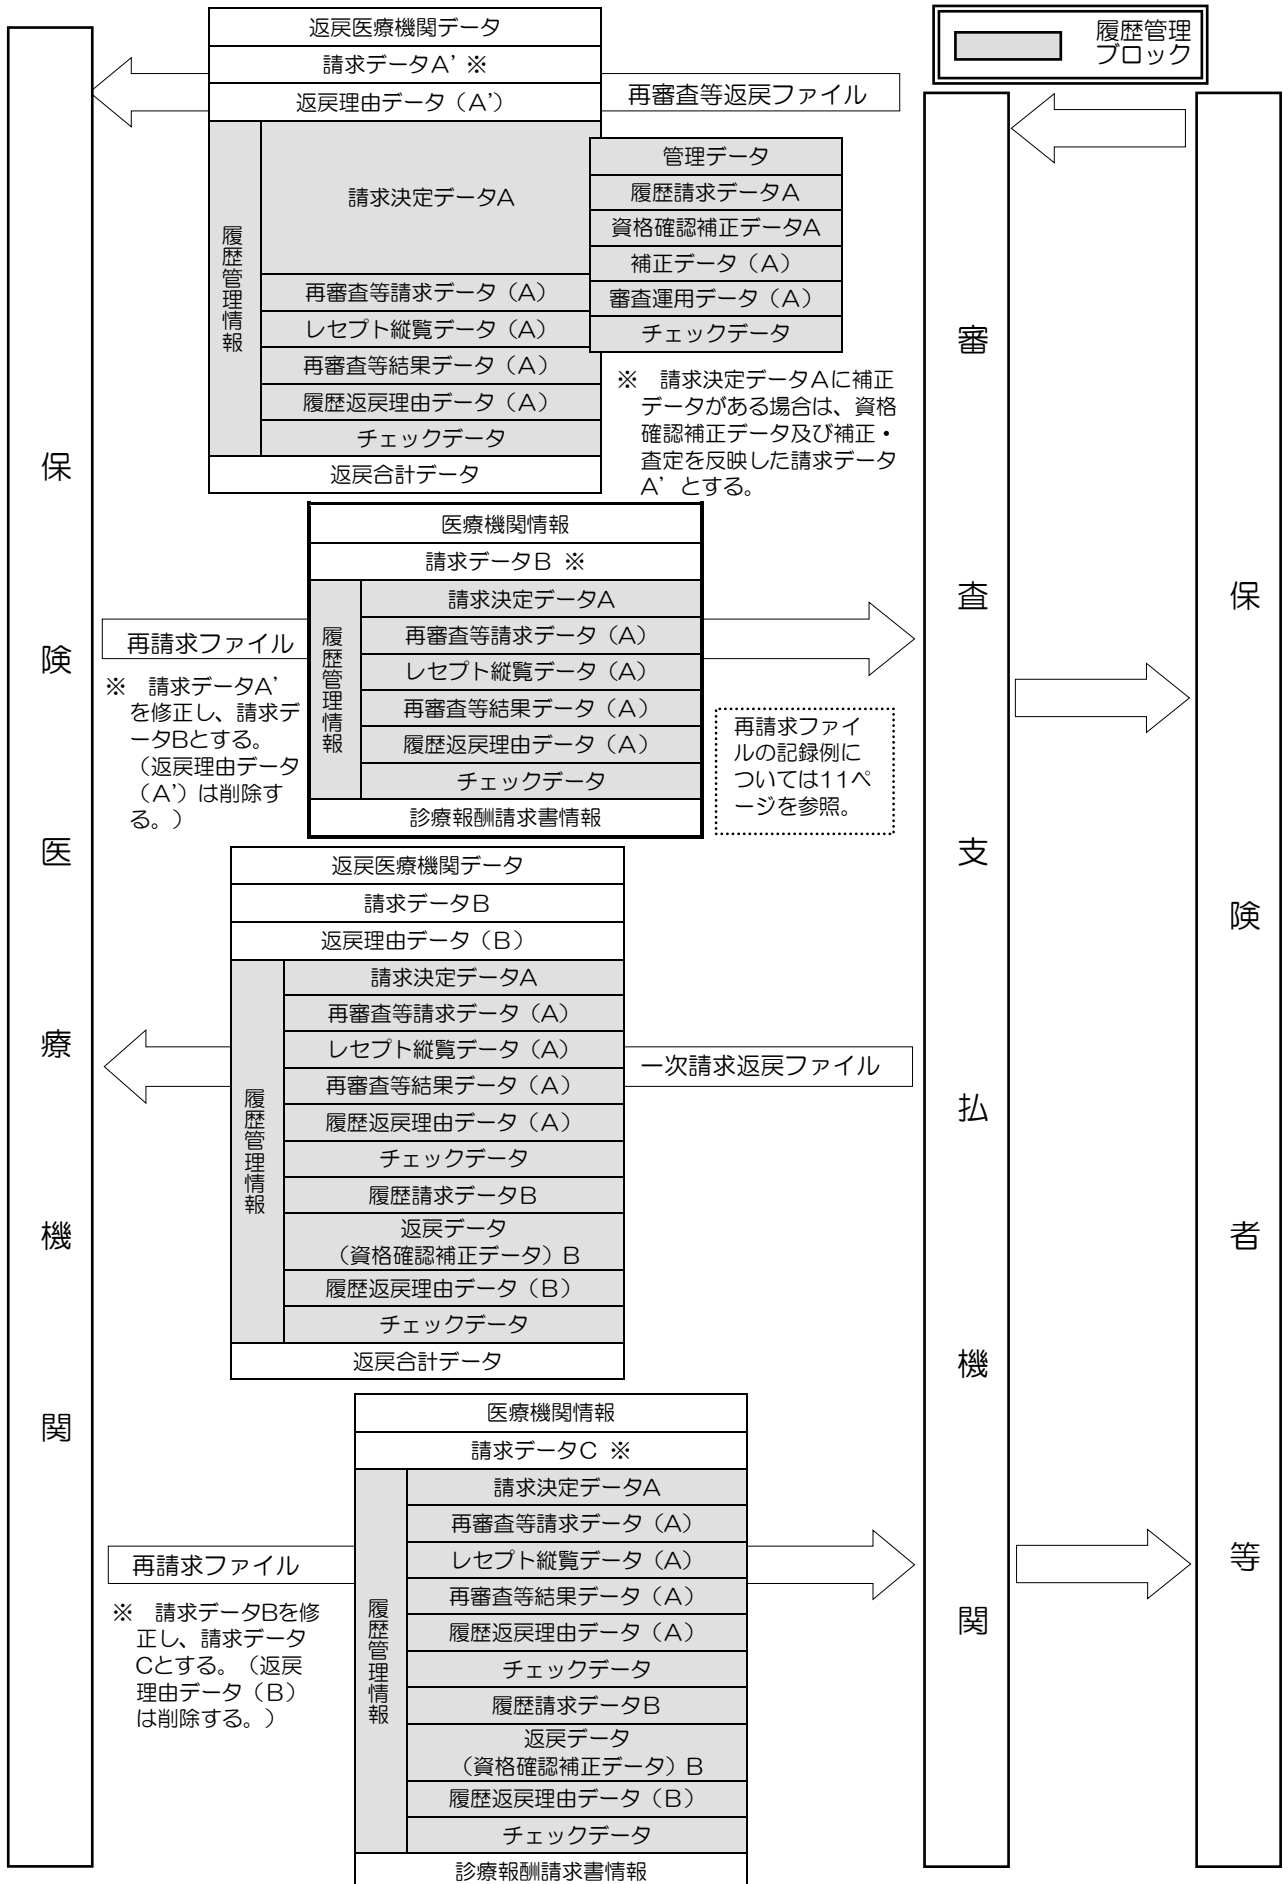 履歴管理
ブロック
返戻医療機関データ
請求データA’ ※
返戻理由データ（A’）
再審査等返戻ファイル
履歴管理情報
請求決定データA
管理データ
履歴請求データA
資格確認補正データA
補正データ（A）
審査運用データ（A）
チェックデータ
再審査等請求データ（A）
レセプト縦覧データ（A）
再審査等結果データ（A）
履歴返戻理由データ（A）
チェックデータ
返戻合計データ
※　請求決定データAに補正
データがある場合は、資格
確認補正データ及び補正・
査定を反映した請求データ
A’とする。
医療機関情報
請求データB ※
履歴管理情報
請求決定データA
再審査等請求データ（A）
レセプト縦覧データ（A）
再審査等結果データ（A）
履歴返戻理由データ（A）
チェックデータ
診療報酬請求書情報
再請求ファイル
※　請求データA’
を修正し、請求デ
ータBとする。
（返戻理由データ
（A’）は削除す
る。）
再請求ファイ
ルの記録例に
ついては11ペ
ージを参照。
返戻医療機関データ
請求データB
返戻理由データ（B）
履歴管理情報
請求決定データA
再審査等請求データ（A）
レセプト縦覧データ（A）
再審査等結果データ（A）
履歴返戻理由データ（A）
チェックデータ
履歴請求データB
返戻データ
（資格確認補正データ）B
履歴返戻理由データ（B）
チェックデータ
返戻合計データ
一次請求返戻ファイル
医療機関情報
請求データC ※
履歴管理情報
請求決定データA
再審査等請求データ（A）
レセプト縦覧データ（A）
再審査等結果データ（A）
履歴返戻理由データ（A）
チェックデータ
履歴請求データB
返戻データ
（資格確認補正データ）B
履歴返戻理由データ（B）
チェックデータ
診療報酬請求書情報
再請求ファイル
※　請求データBを修
正し、請求データ
Cとする。（返戻
理由データ（B）
は削除する。）
保険医療機関
審査支払機関
保険者等